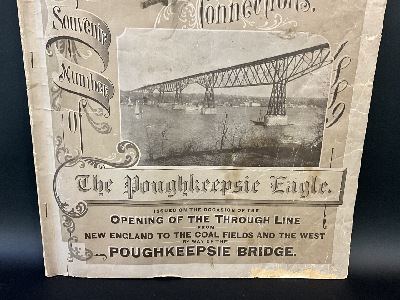 Connections.
Souvenir
Number
of
1889
The Poughkeepsie Eagle.
ISSUED ON THE OCCASION OF THE
OPENING OF THE THROUGH LINE
FROM
NEW ENGLAND TO THE COAL FIELDS AND THE WEST
BY WAY OF THE
POUGHKEEPSIE BRIDGE.